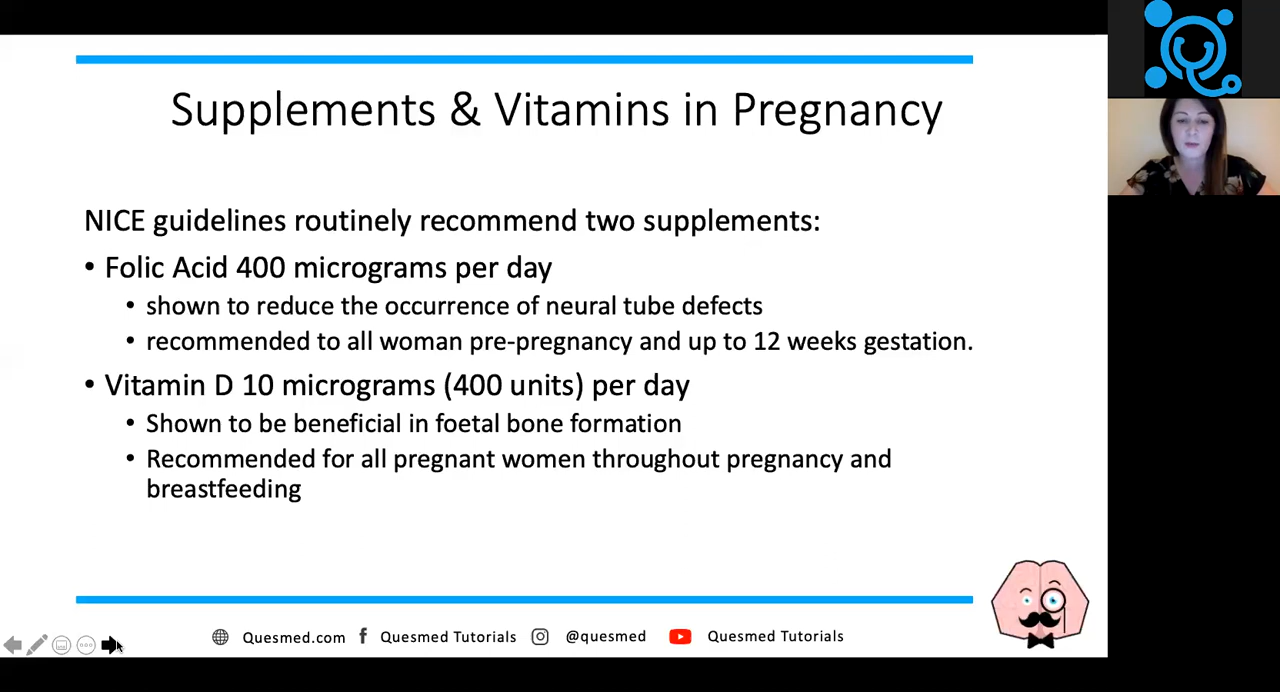 Supplements & Vitamins in Pregnancy
NICE guidelines routinely recommend two supplements:
• Folic Acid 400 micrograms per day
• shown to reduce the occurrence of neural tube defects
• recommended to all woman pre-pregnancy and up to 12 weeks gestation.
• Vitamin D 10 micrograms (400 units) per day
• Shown to be beneficial in foetal bone formation
• Recommended for all pregnant women throughout pregnancy and
breastfeeding
Quesmed.com f Quesmed Tutorials @quesmed Quesmed Tutorials